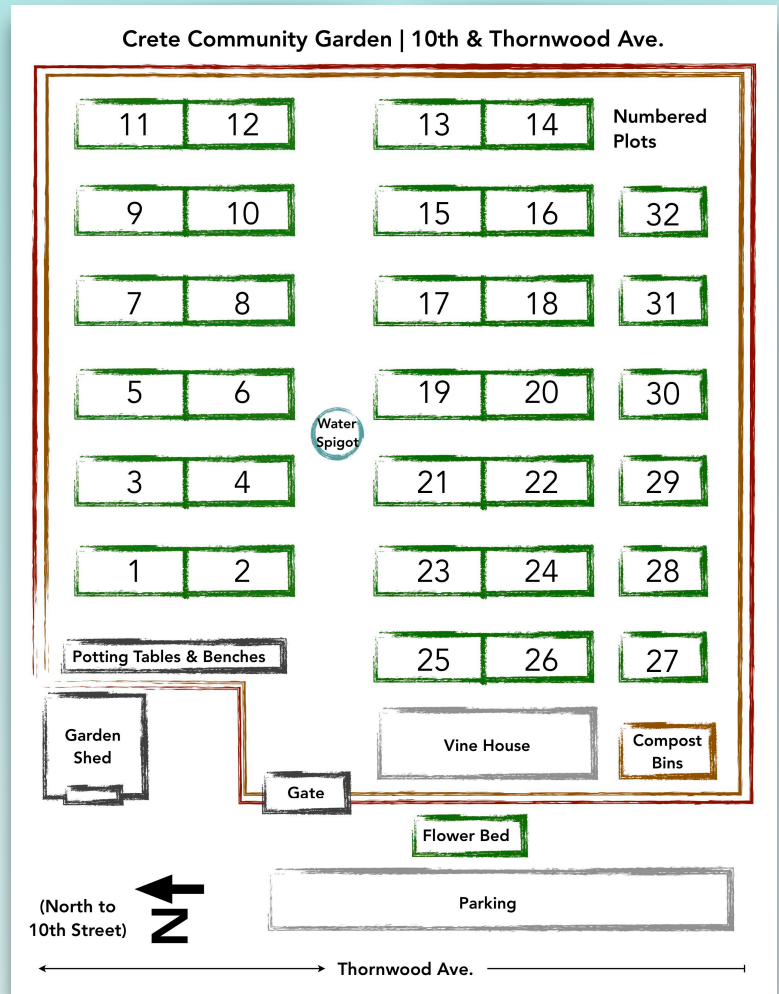 Crete Community Garden | 10th & Thornwood Ave.
11 12 13 14 Numbered
Plots
9 10 15 16 32
7 8 17 18 31
5 6 19 20 30
Water
Spigot
3 4 21 22 29
1 2 23 24 28
Potting Tables & Benches 25 26 27
Garden
Shed
Vine House
Compost
Bins
Gate
Flower Bed
(North to
10th Street)
N
Parking
Thornwood Ave.